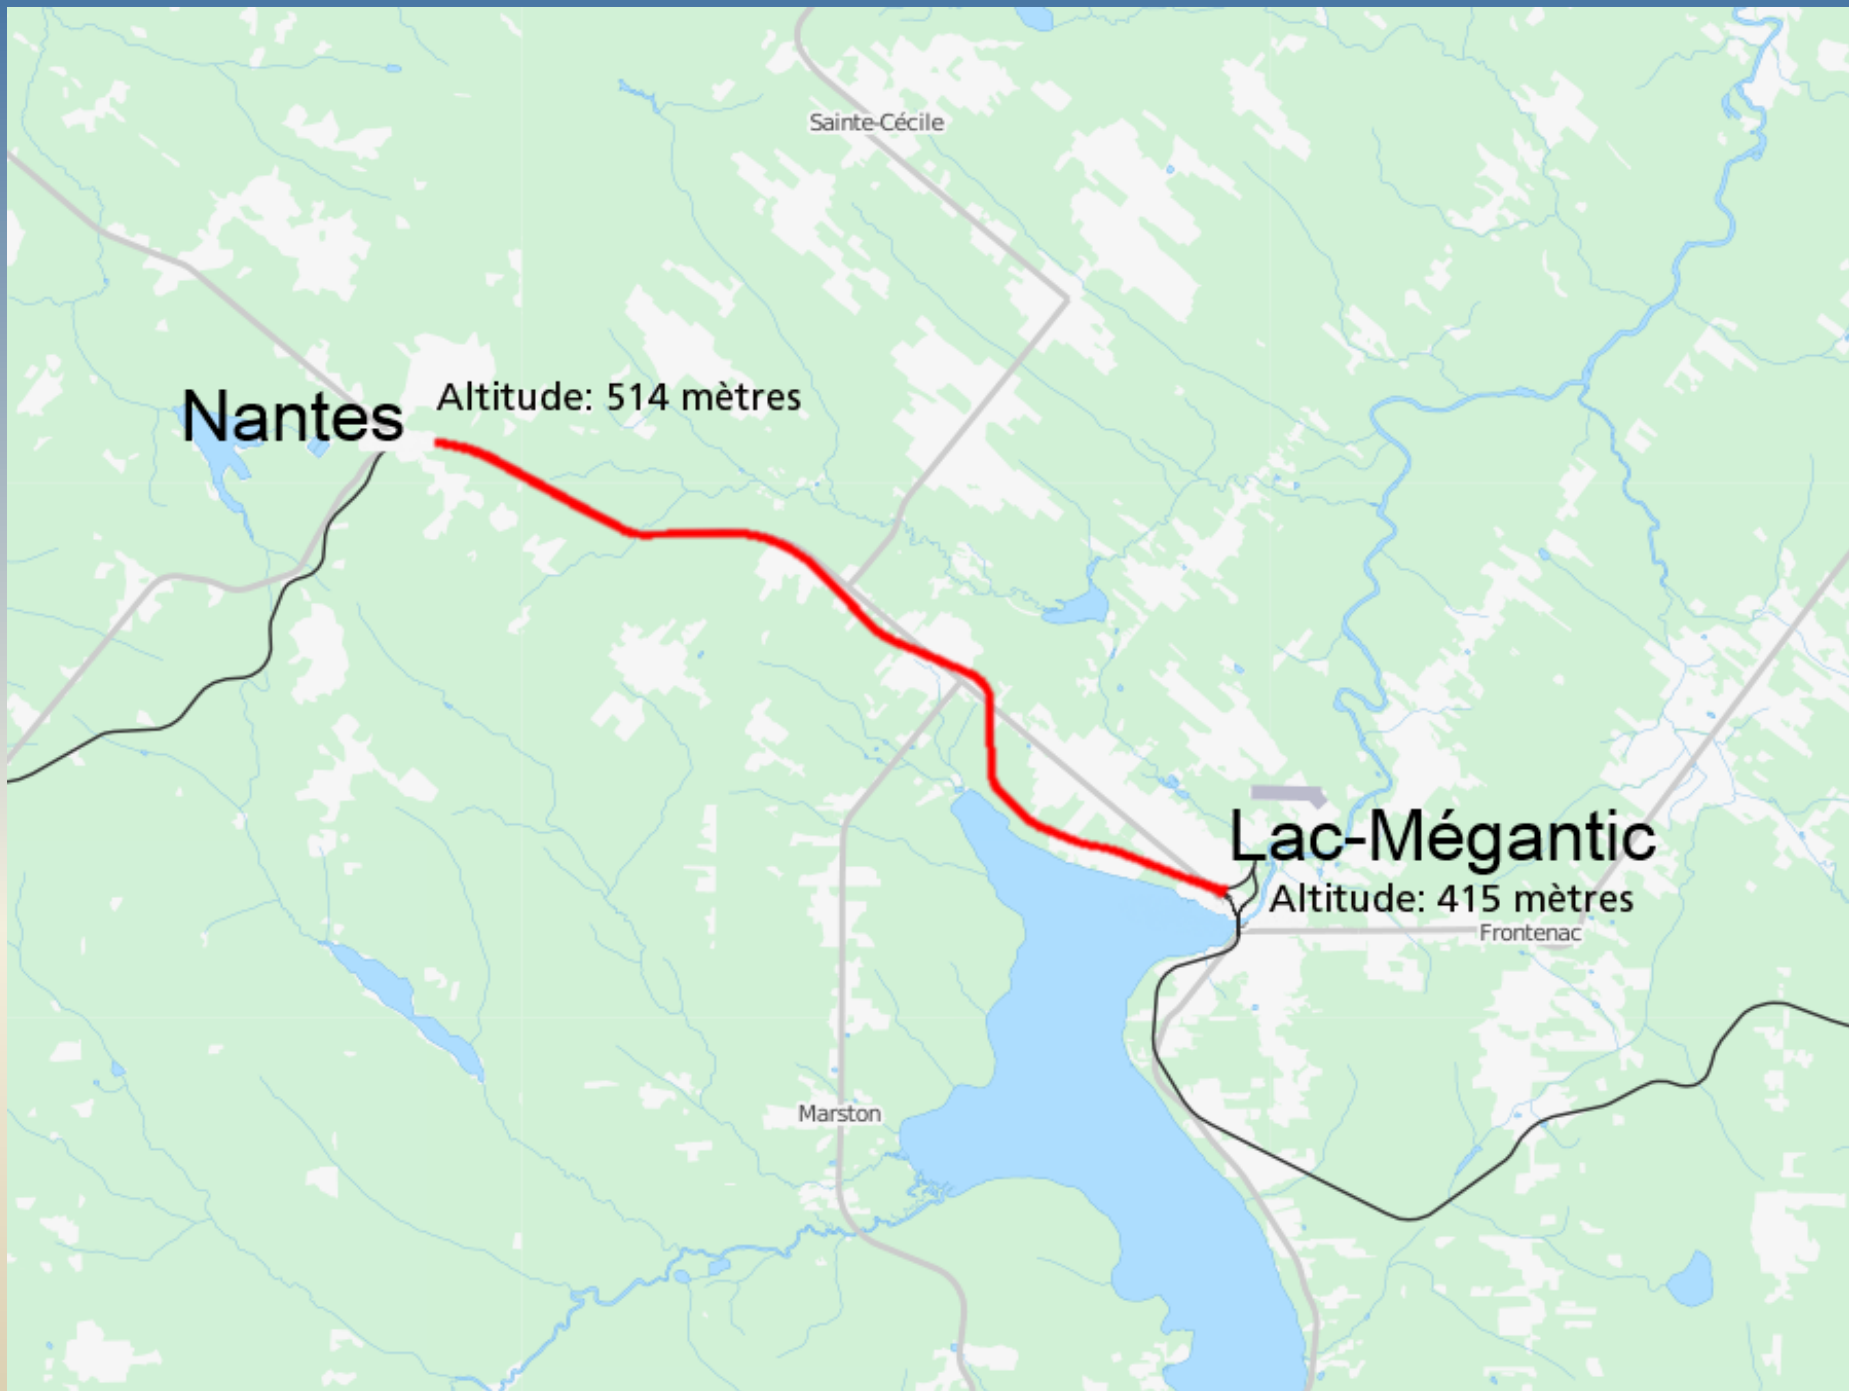 Sainte-Cécile
Nantes
Altitude: 514 mètres
Lac-Mégantic
Altitude: 415 mètres
Frontenac
Marston